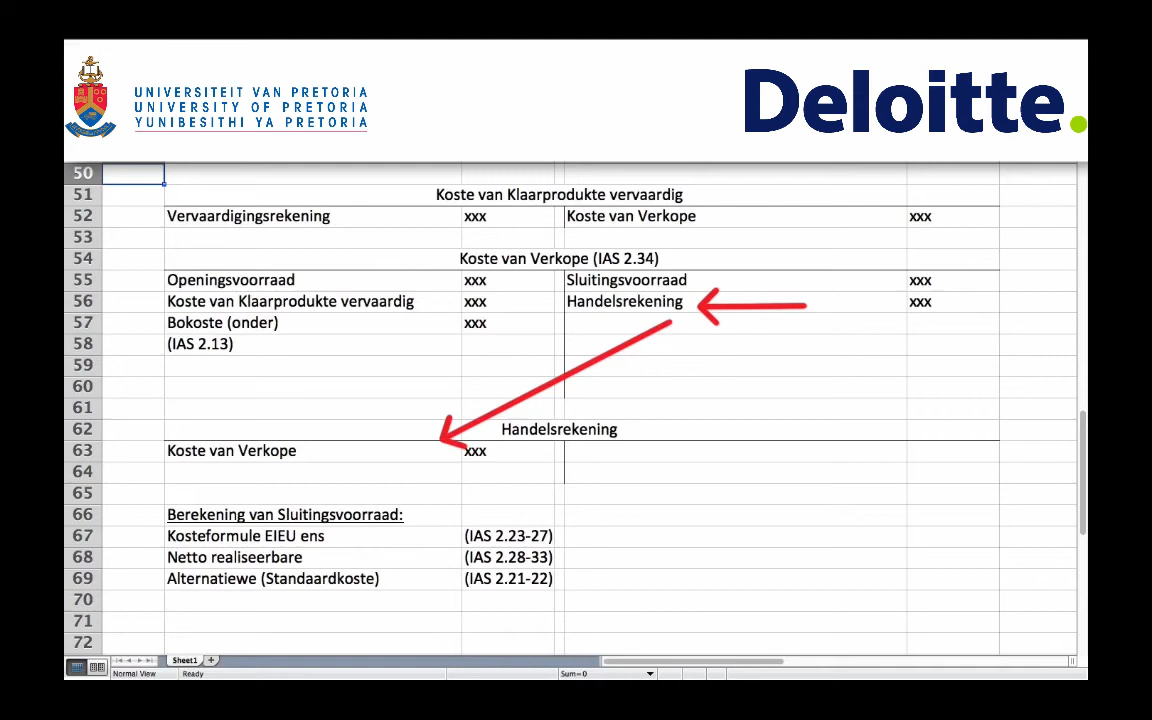 UNIVERSITEIT VAN PRETORIA
UNIVERSITY OF PRETORIA
YUNIBESITHI YA PRETORIA
Deloitte.
50
51 Koste van Klaarprodukte vervaardig
52 Vervaardigingsrekening xxx Koste van Verkope xxx
53
54 Koste van Verkope (IAS 2.34)
55 Openingsvoorraad xxx Sluitingsvoorraad xxx
56 Koste van Klaarprodukte vervaardig xxx Handelsrekening xxx
57 Bokoste (onder) xxx
58 (IAS 2.13)
59
60
61
62 Handelsrekening
63 Koste van Verkope xxx
64
65
66 Berekening van Sluitingsvoorraad:
67 Kosteformule EIEU ens (IAS 2.23-27)
68 Netto realiseerbare (IAS 2.28-33)
69 Alternatiewe (Standaardkoste) (IAS 2.21-22)
70
71
72
Sheet1
Normal View Ready Sum=0